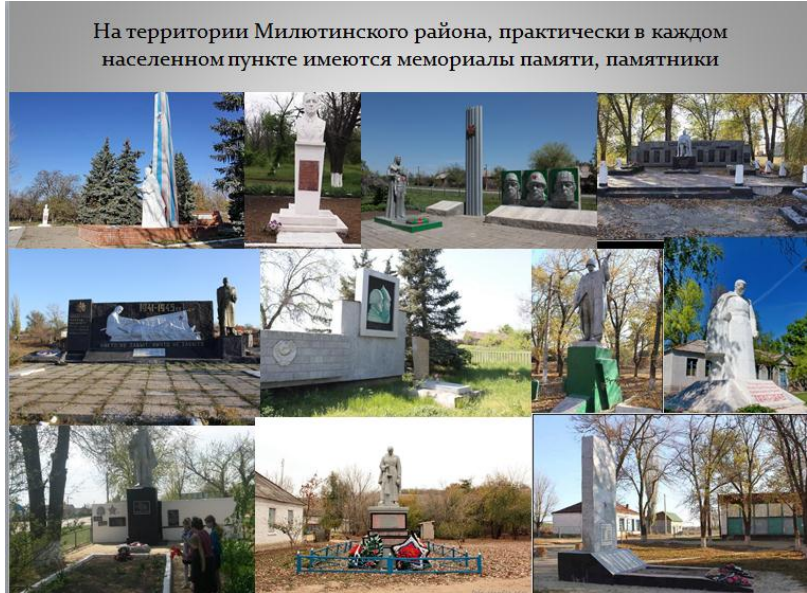 На территории Милютинского района, практически в каждом
населенном пункте имеются мемориалы памяти, памятники
1941-1945